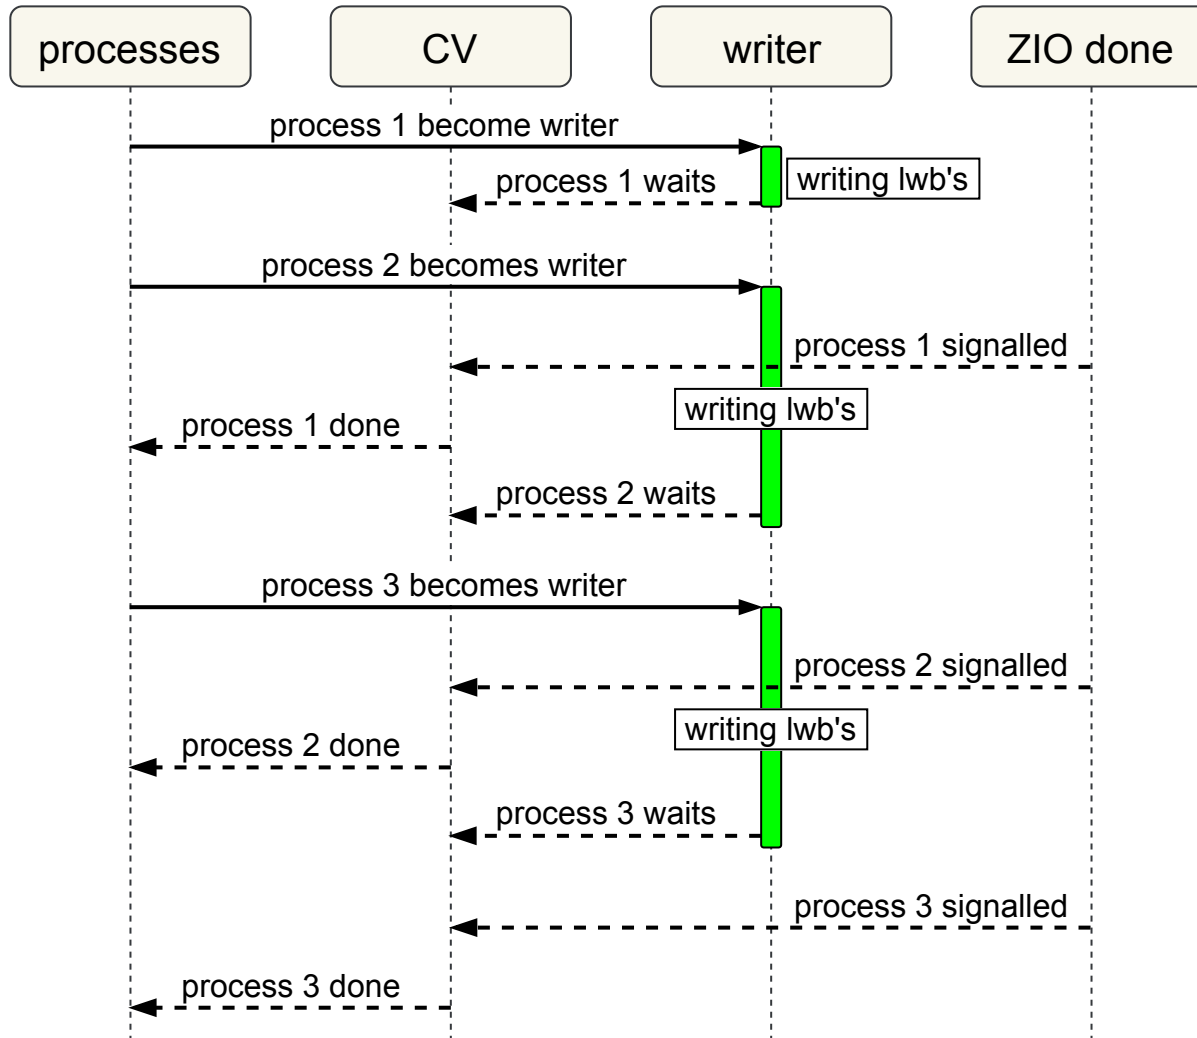 processes
CV
writer
ZIO done
process 1 become writer
process 1 waits
writing lwb's
process 2 becomes writer
process 1 signalled
writing lwb's
process 1 done
process 2 waits
process 3 becomes writer
process 2 signalled
writing lwb's
process 2 done
process 3 waits
process 3 signalled
process 3 done